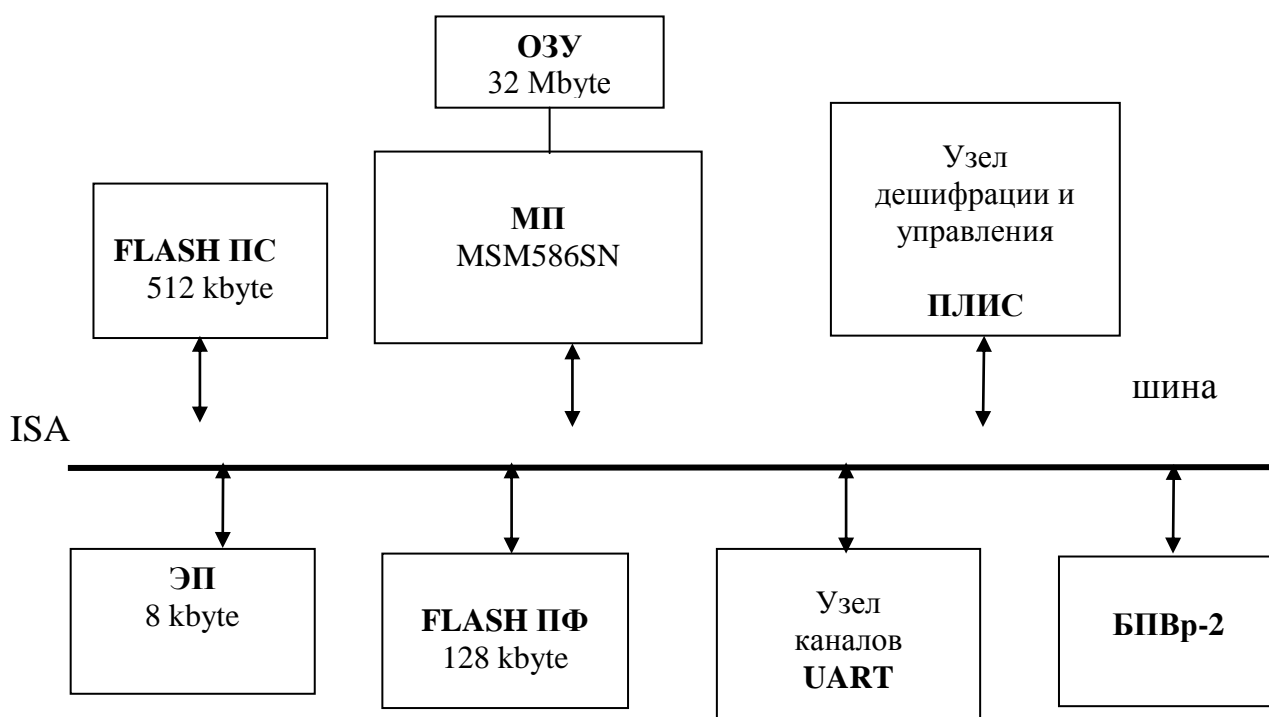 ОЗУ
32 Mbyte
Узел
дешифрации и
управления
ПЛИС
МП
MSM586SN
FLASH ПС
512 kbyte
шина
ISA
ЭП
8 kbyte
FLASH ПФ
128 kbyte
Узел
каналов
UART
БПВр-2